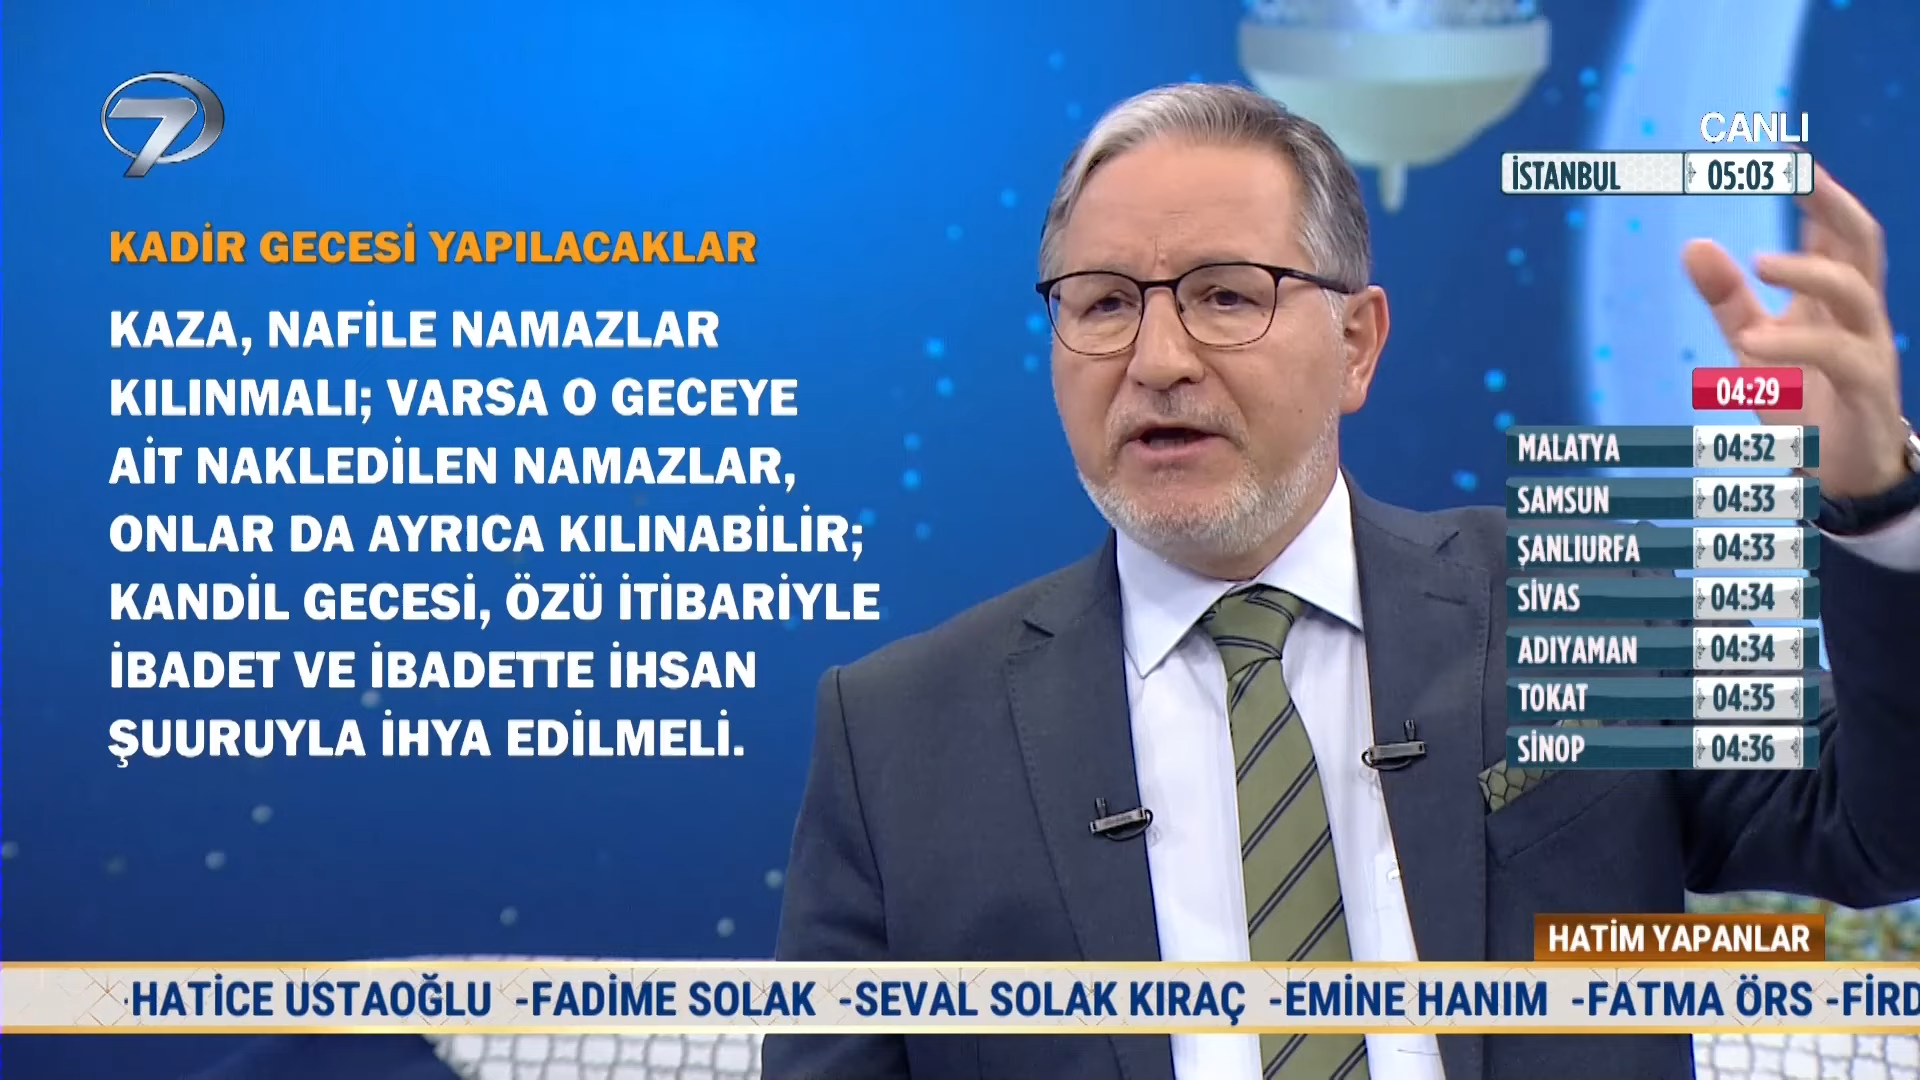 7
CANLI
İSTANBUL 05:03
KADİR GECESİ YAPILACAKLAR
KAZA, NAFİLE NAMAZLAR
KILINMALI; VARSA O GECEYE
AİT NAKLEDİLEN NAMAZLAR,
ONLAR DA AYRICA KILINABİLİR;
KANDİL GECESİ, ÖZÜ İTİBARİYLE
İBADET VE İBADETTE İHSAN
ŞUURUYLA İHYA EDİLMELİ.
04:29
MALATYA 04:32
SAMSUN 04:33
ŞANLIURFA 04:33
SİVAS 04:34
ADIYAMAN 04:34
TOKAT 04:35
SİNOP 04:36
HATİM YAPANLAR
-HATİCE USTAOĞLU -FADİME SOLAK -SEVAL SOLAK KIRAÇ -EMİNE HANIM -FATMA ÖRS -FİRD